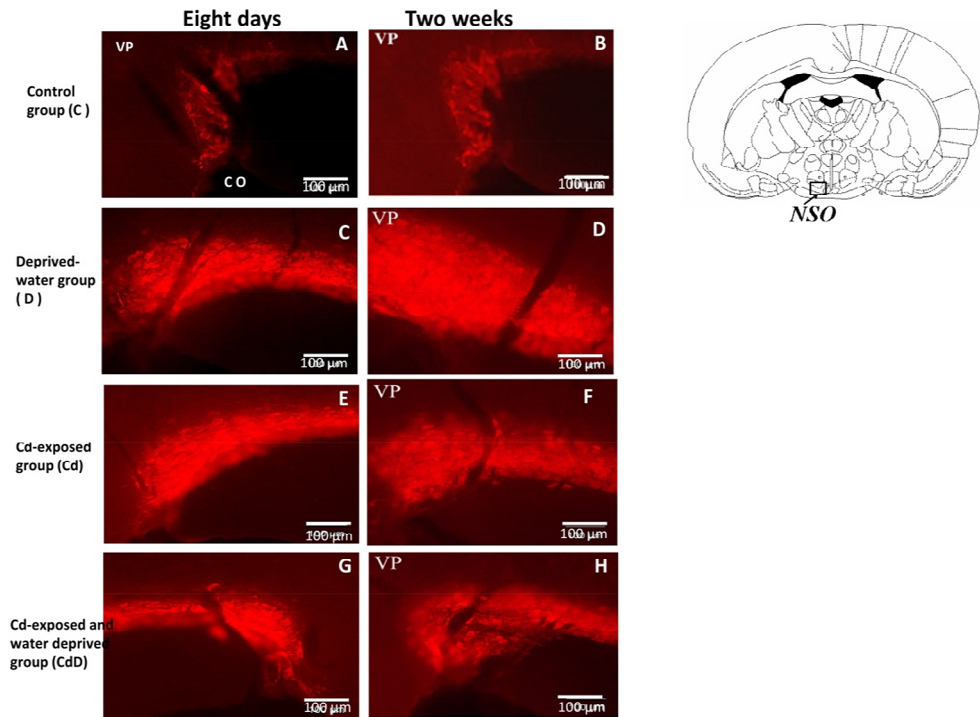 Eight days
Two weeks
Control
group (C )
VP
A
C O
100 µm
VP
B
100 µm
NSO
Deprived-
water group
( D )
C
100 µm
VP
D
100 µm
Cd-exposed
group (Cd)
E
100 µm
VP
F
100 µm
Cd-exposed and
water deprived
group (CdD)
G
100 µm
VP
H
100 µm